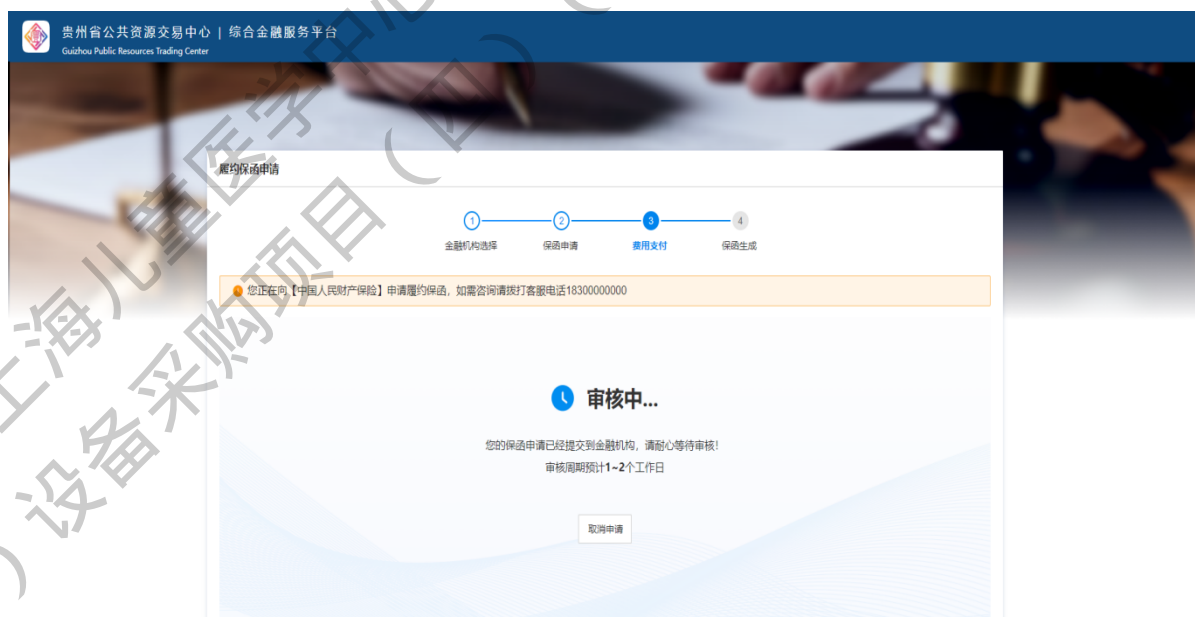 贵州省公共资源交易中心 | 综合金融服务平台
Guizhou Public Resources Trading Center
履约保函申请
1 2 3 4
金融机构选择 保函申请 费用支付 保函生成
您正在向【中国人民财产保险】申请履约保函，如需咨询请拨打客服电话18300000000
审核中...
您的保函申请已经提交到金融机构，请耐心等待审核！
审核周期预计1~2个工作日
取消申请
上海儿童医学中心
）设备采购项目（四）（